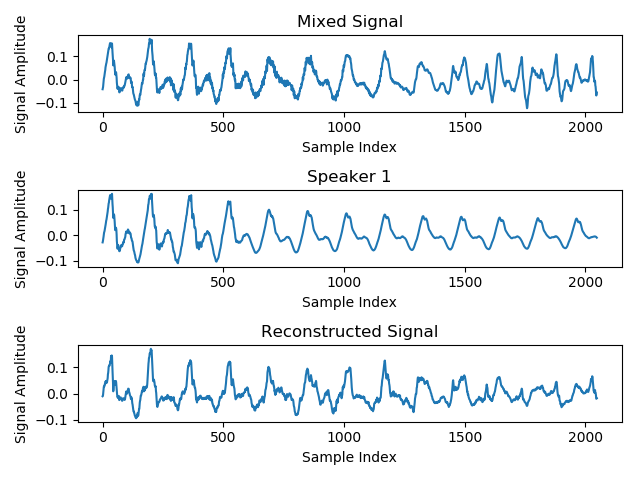 Mixed Signal
Signal Amplitude
0.1
0.0
−0.1
0 500 1000 1500 2000
Sample Index
Speaker 1
Signal Amplitude
0.1
0.0
−0.1
0 500 1000 1500 2000
Sample Index
Reconstructed Signal
Signal Amplitude
0.1
0.0
−0.1
0 500 1000 1500 2000
Sample Index